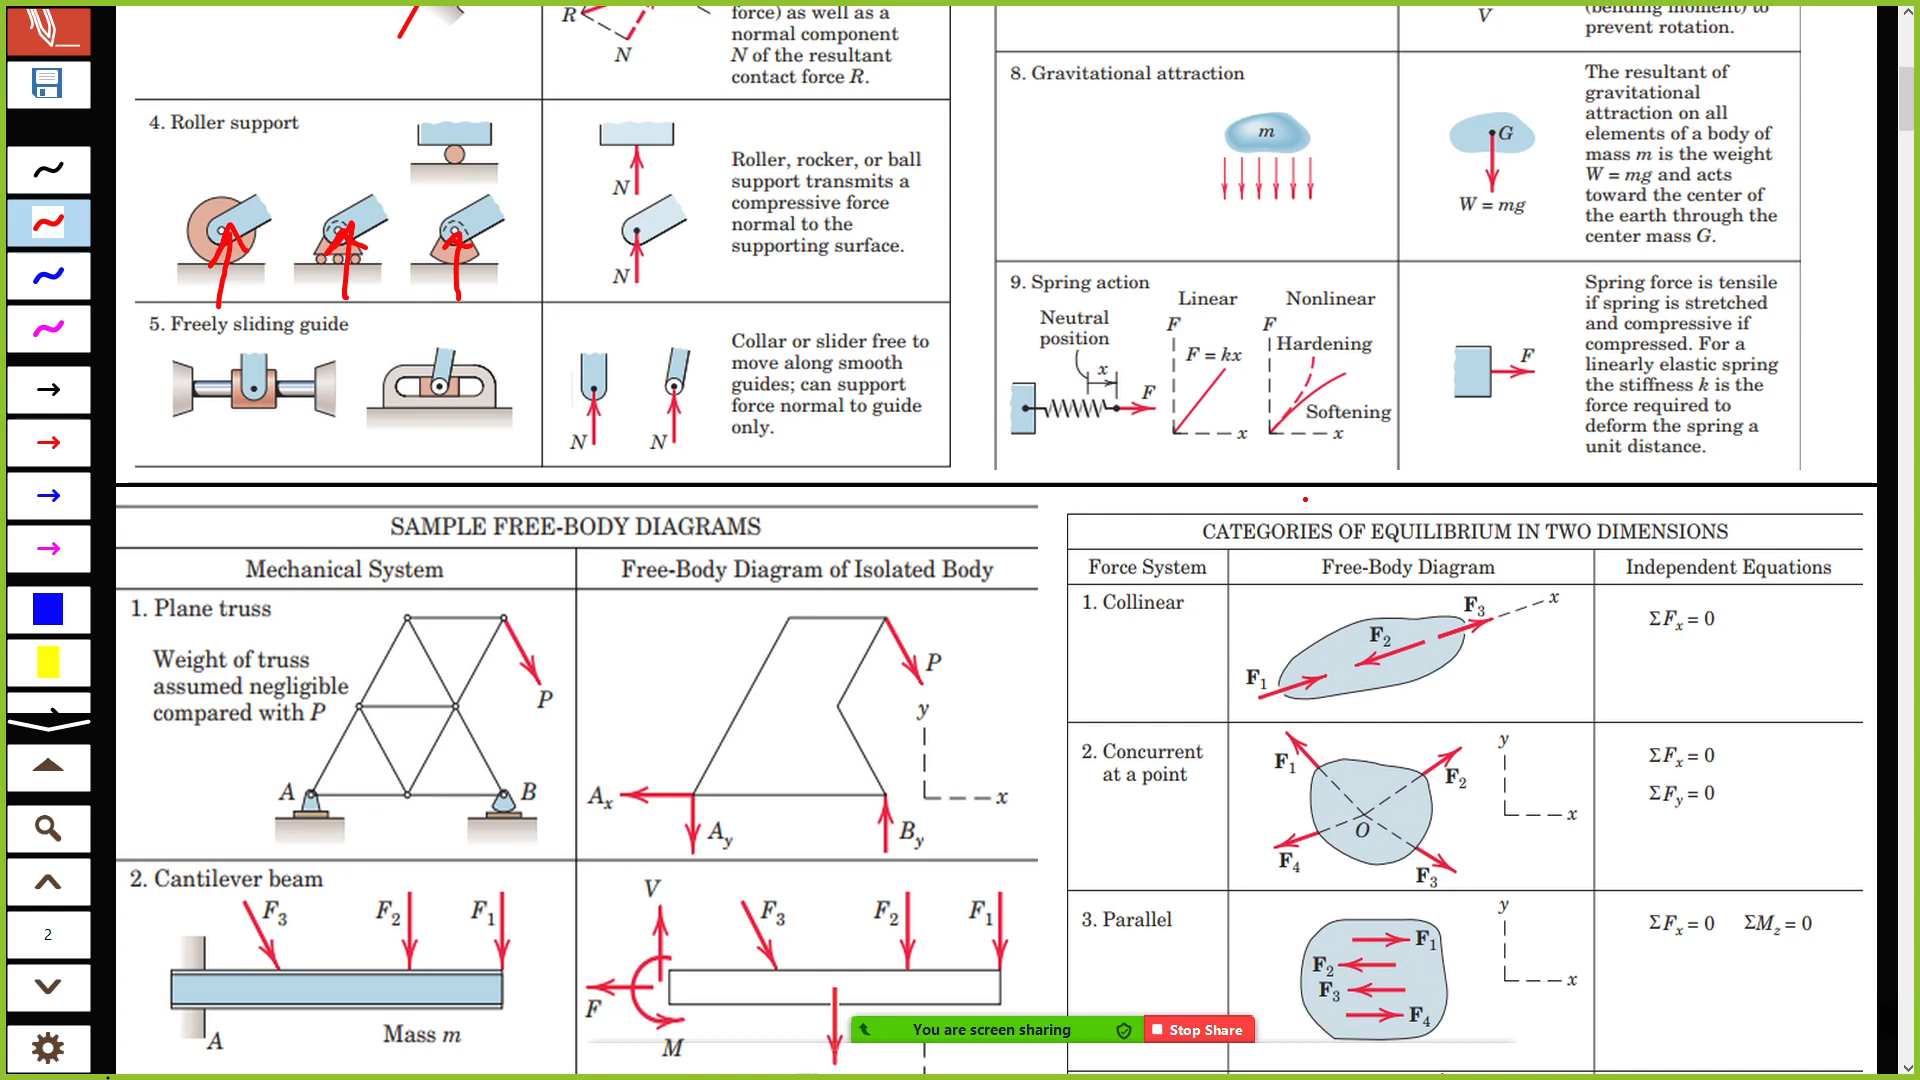 R
N
force) as well as a
normal component
N of the resultant
contact force R.
4. Roller support
N
N
Roller, rocker, or ball
support transmits a
compressive force
normal to the
supporting surface.
5. Freely sliding guide
N
N
Collar or slider free to
move along smooth
guides; can support
force normal to guide
only.
V
(bending moment) to
prevent rotation.
8. Gravitational attraction
m
G
W = mg
The resultant of
gravitational
attraction on all
elements of a body of
mass m is the weight
W = mg and acts
toward the center of
the earth through the
center mass G.
9. Spring action
Neutral
position
x
F
Linear
F
F = kx
x
Nonlinear
F
Hardening
Softening
x
F
Spring force is tensile
if spring is stretched
and compressive if
compressed. For a
linearly elastic spring
the stiffness k is the
force required to
deform the spring a
unit distance.
SAMPLE FREE-BODY DIAGRAMS
Mechanical System
Free-Body Diagram of Isolated Body
1. Plane truss
Weight of truss
assumed negligible
compared with P
P
A
B
P
y
x
Aₓ
A_y
B_y
2. Cantilever beam
F₃
F₂
F₁
A
Mass m
V
F₃
F₂
F₁
F
M
CATEGORIES OF EQUILIBRIUM IN TWO DIMENSIONS
Force System
Free-Body Diagram
Independent Equations
1. Collinear
F₁
F₂
F₃
x
ΣFₓ = 0
2. Concurrent
at a point
F₁
F₂
O
F₄
F₃
y
x
ΣFₓ = 0
ΣF_y = 0
3. Parallel
F₁
F₂
F₃
F₄
y
x
ΣFₓ = 0 ΣM_z = 0
You are screen sharing
Stop Share
2